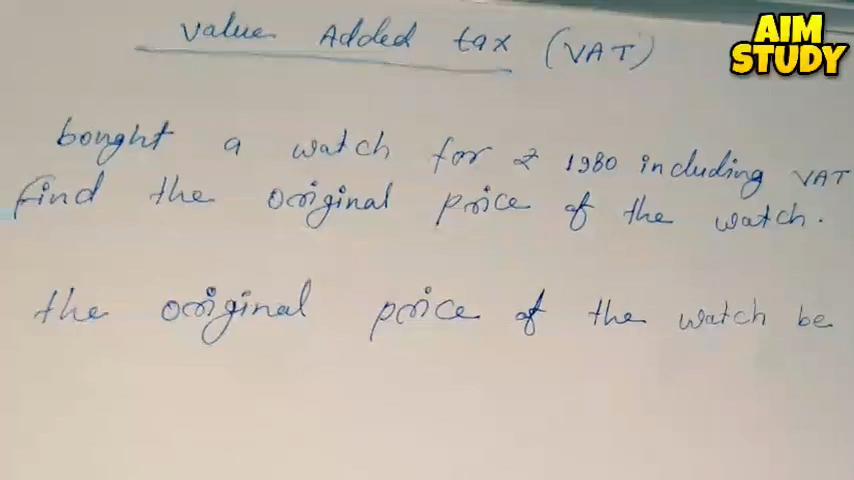 Value Added tax (VAT)
AIM
STUDY
bought a watch for ₹ 1980 including VAT
find the original price of the watch.
the original price of the watch be